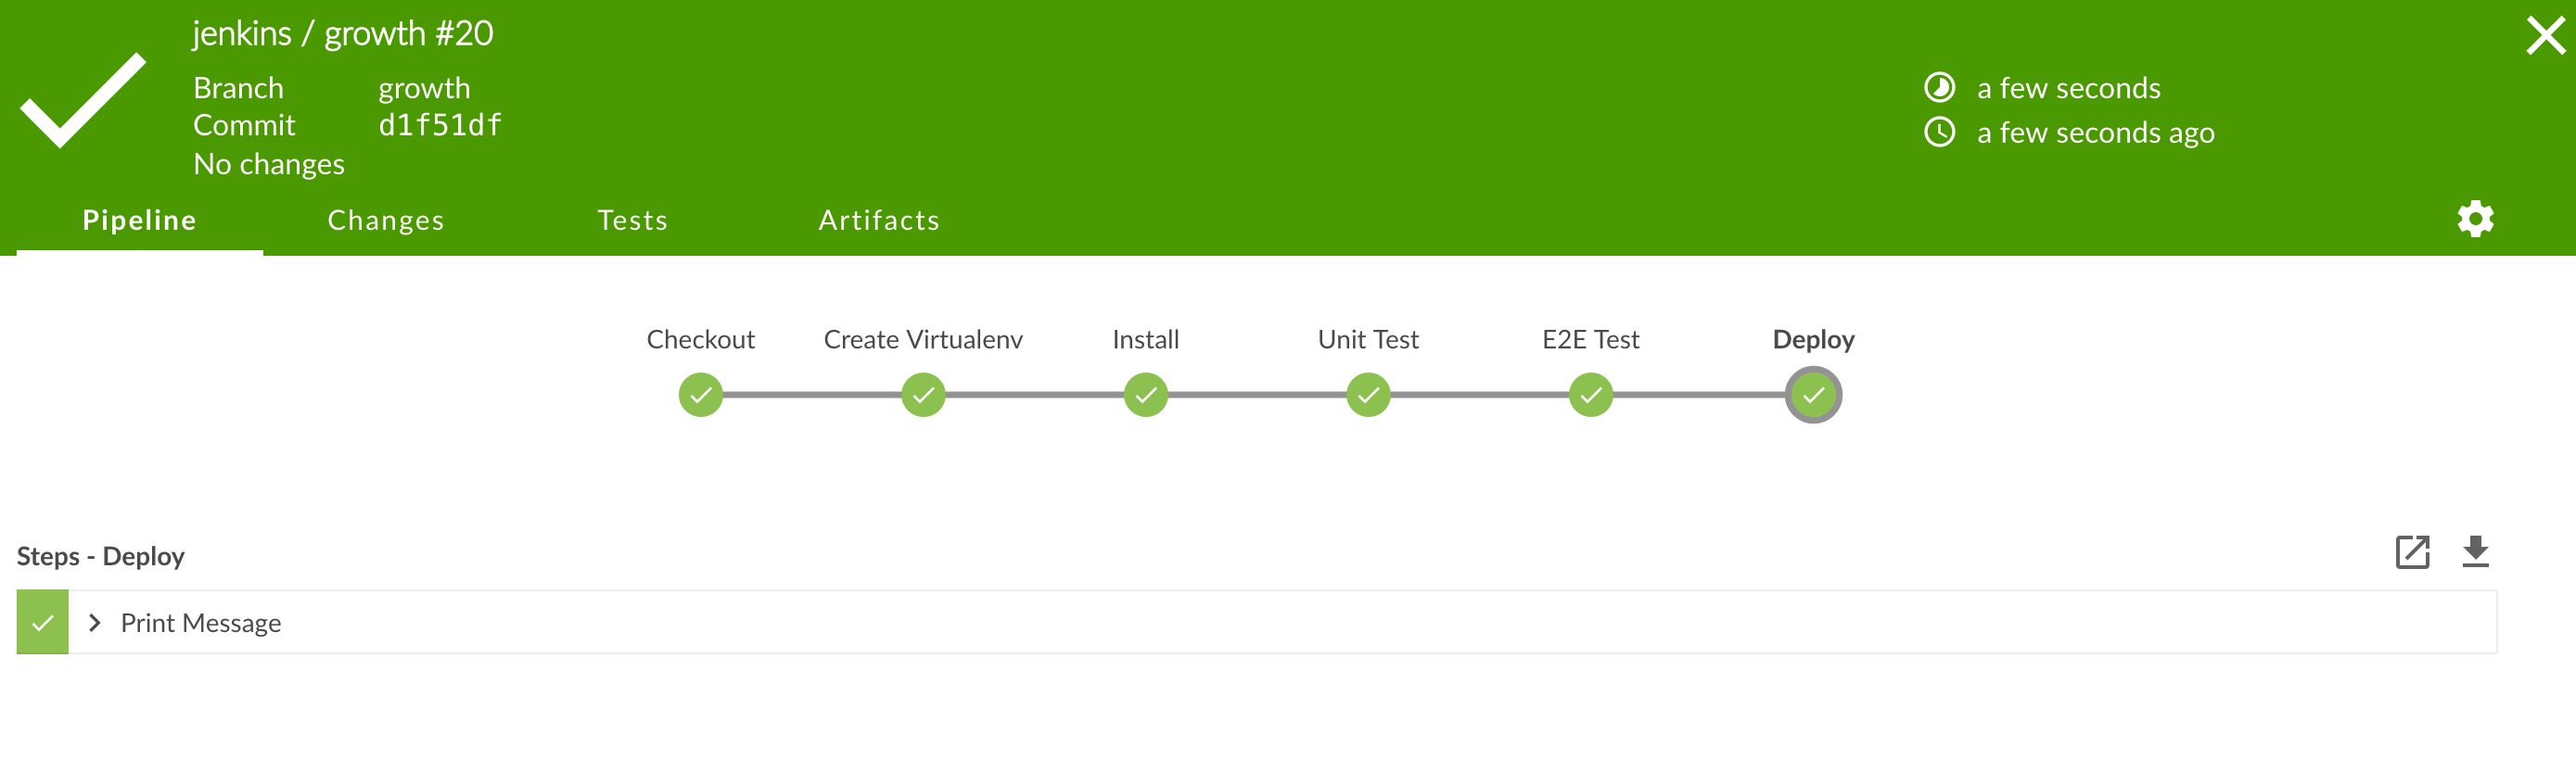 jenkins / growth #20
Branch growth
Commit d1f51df
No changes
a few seconds
a few seconds ago
Pipeline Changes Tests Artifacts
Checkout Create Virtualenv Install Unit Test E2E Test Deploy
Steps - Deploy
Print Message